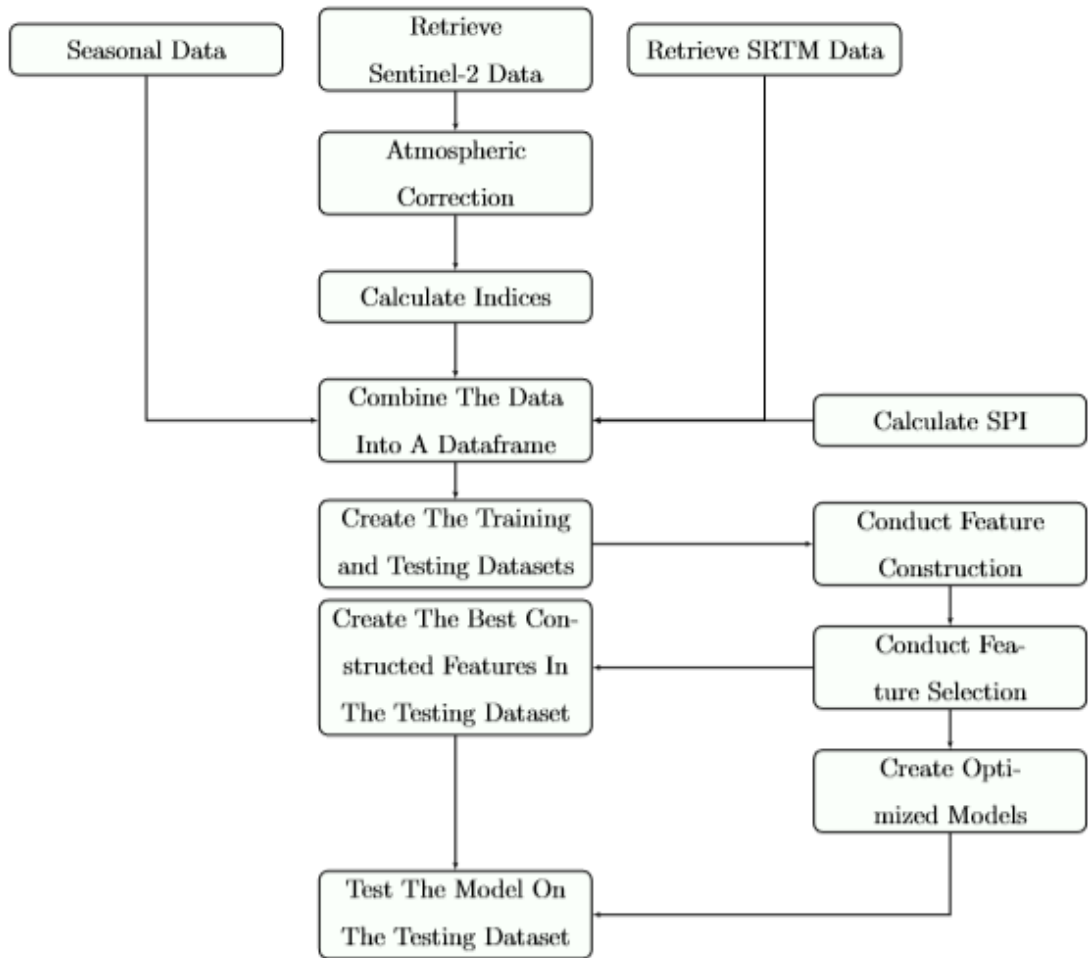 Seasonal Data
Retrieve
Sentinel-2 Data
Retrieve SRTM Data
Atmospheric
Correction
Calculate Indices
Combine The Data
Into A Dataframe
Calculate SPI
Create The Training
and Testing Datasets
Conduct Feature
Construction
Create The Best Con-
structed Features In
The Testing Dataset
Conduct Fea-
ture Selection
Create Opti-
mized Models
Test The Model On
The Testing Dataset